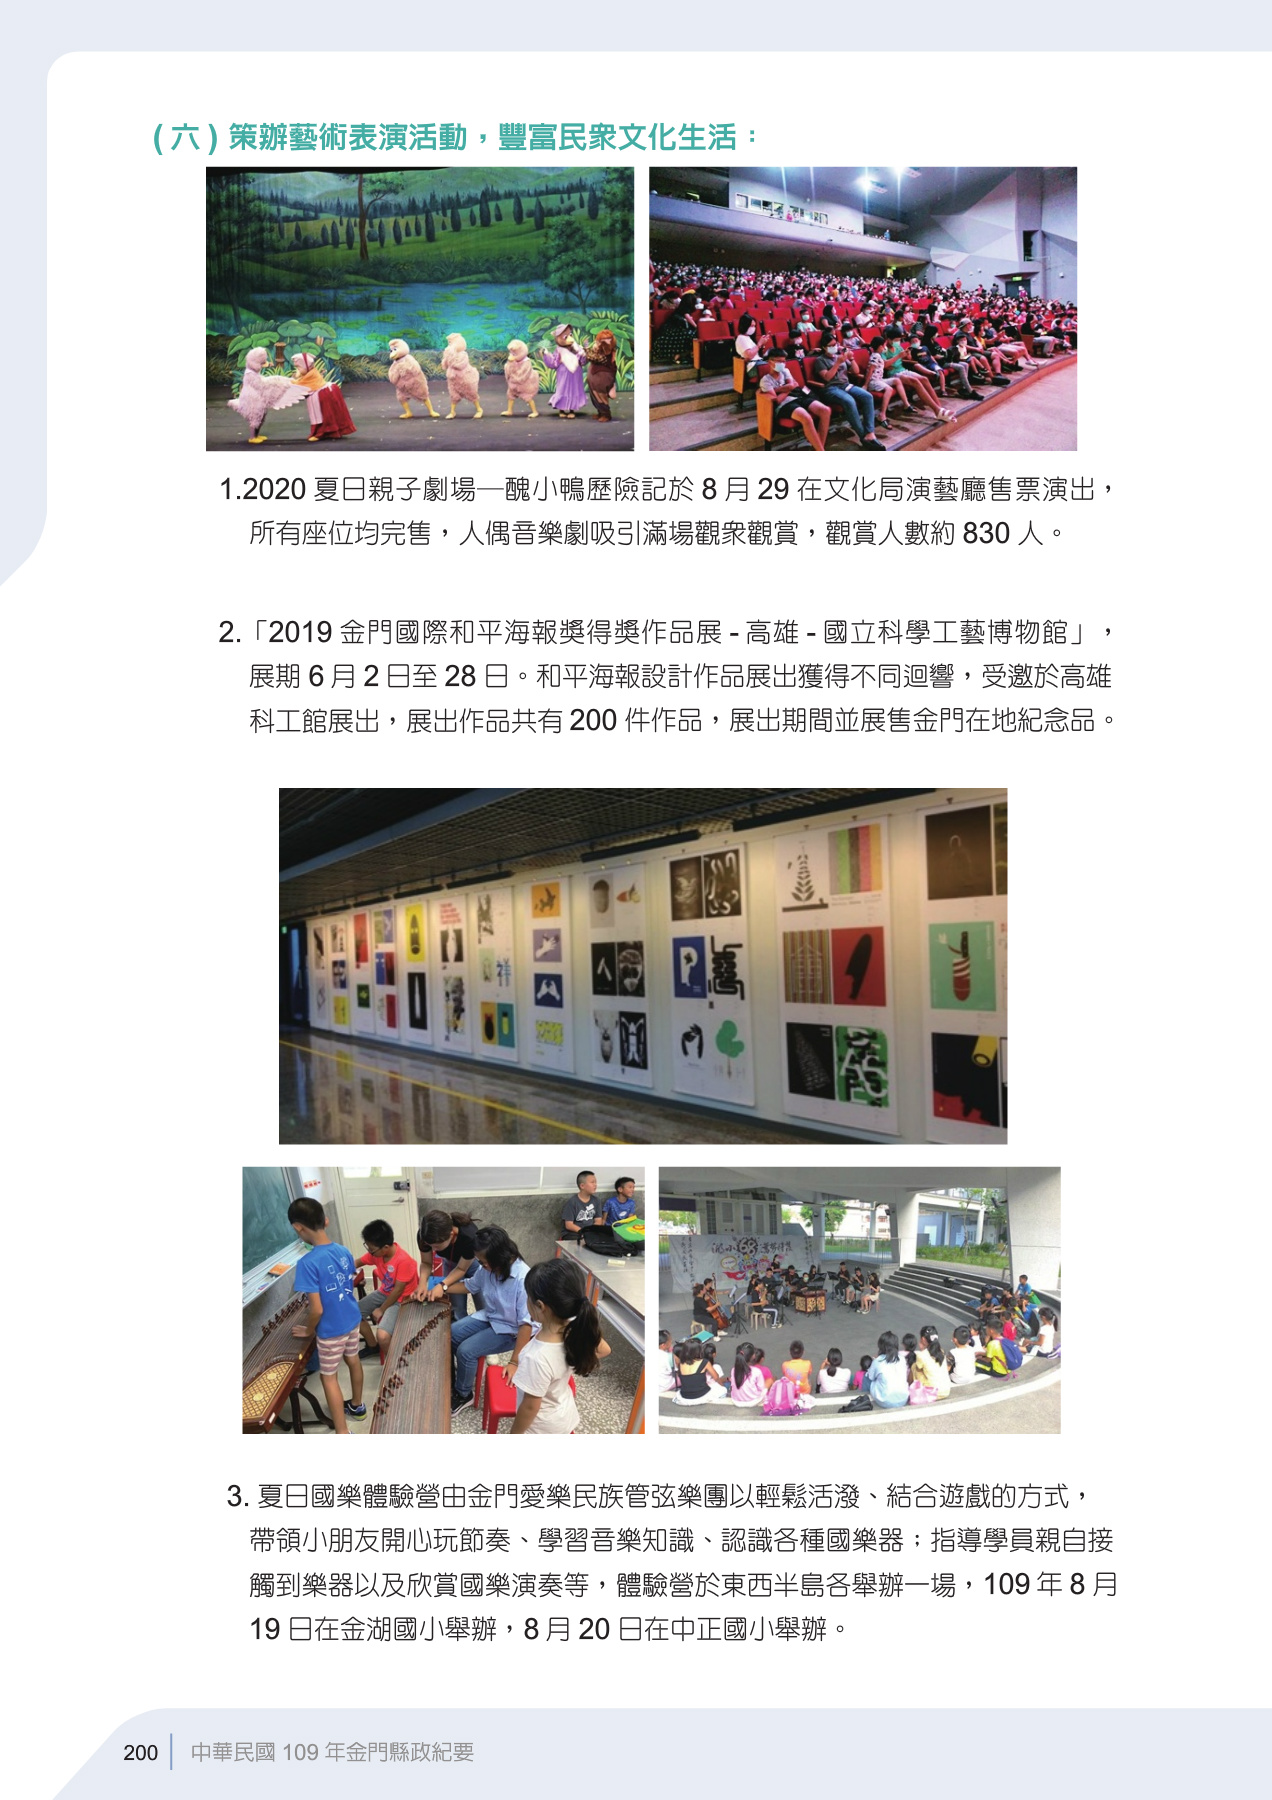 (六) 策辦藝術表演活動，豐富民眾文化生活：
1.2020 夏日親子劇場—醜小鴨歷險記於 8 月 29 在文化局演藝廳售票演出，
所有座位均完售，人偶音樂劇吸引滿場觀眾觀賞，觀賞人數約 830 人。
2.「2019 金門國際和平海報獎得獎作品展 - 高雄 - 國立科學工藝博物館」，
展期 6 月 2 日至 28 日。和平海報設計作品展出獲得不同迴響，受邀於高雄
科工館展出，展出作品共有 200 件作品，展出期間並展售金門在地紀念品。
3. 夏日國樂體驗營由金門愛樂民族管弦樂團以輕鬆活潑、結合遊戲的方式，
帶領小朋友開心玩節奏、學習音樂知識、認識各種國樂器；指導學員親自接
觸到樂器以及欣賞國樂演奏等，體驗營於東西半島各舉辦一場，109 年 8 月
19 日在金湖國小舉辦，8 月 20 日在中正國小舉辦。
200
中華民國 109 年金門縣政紀要